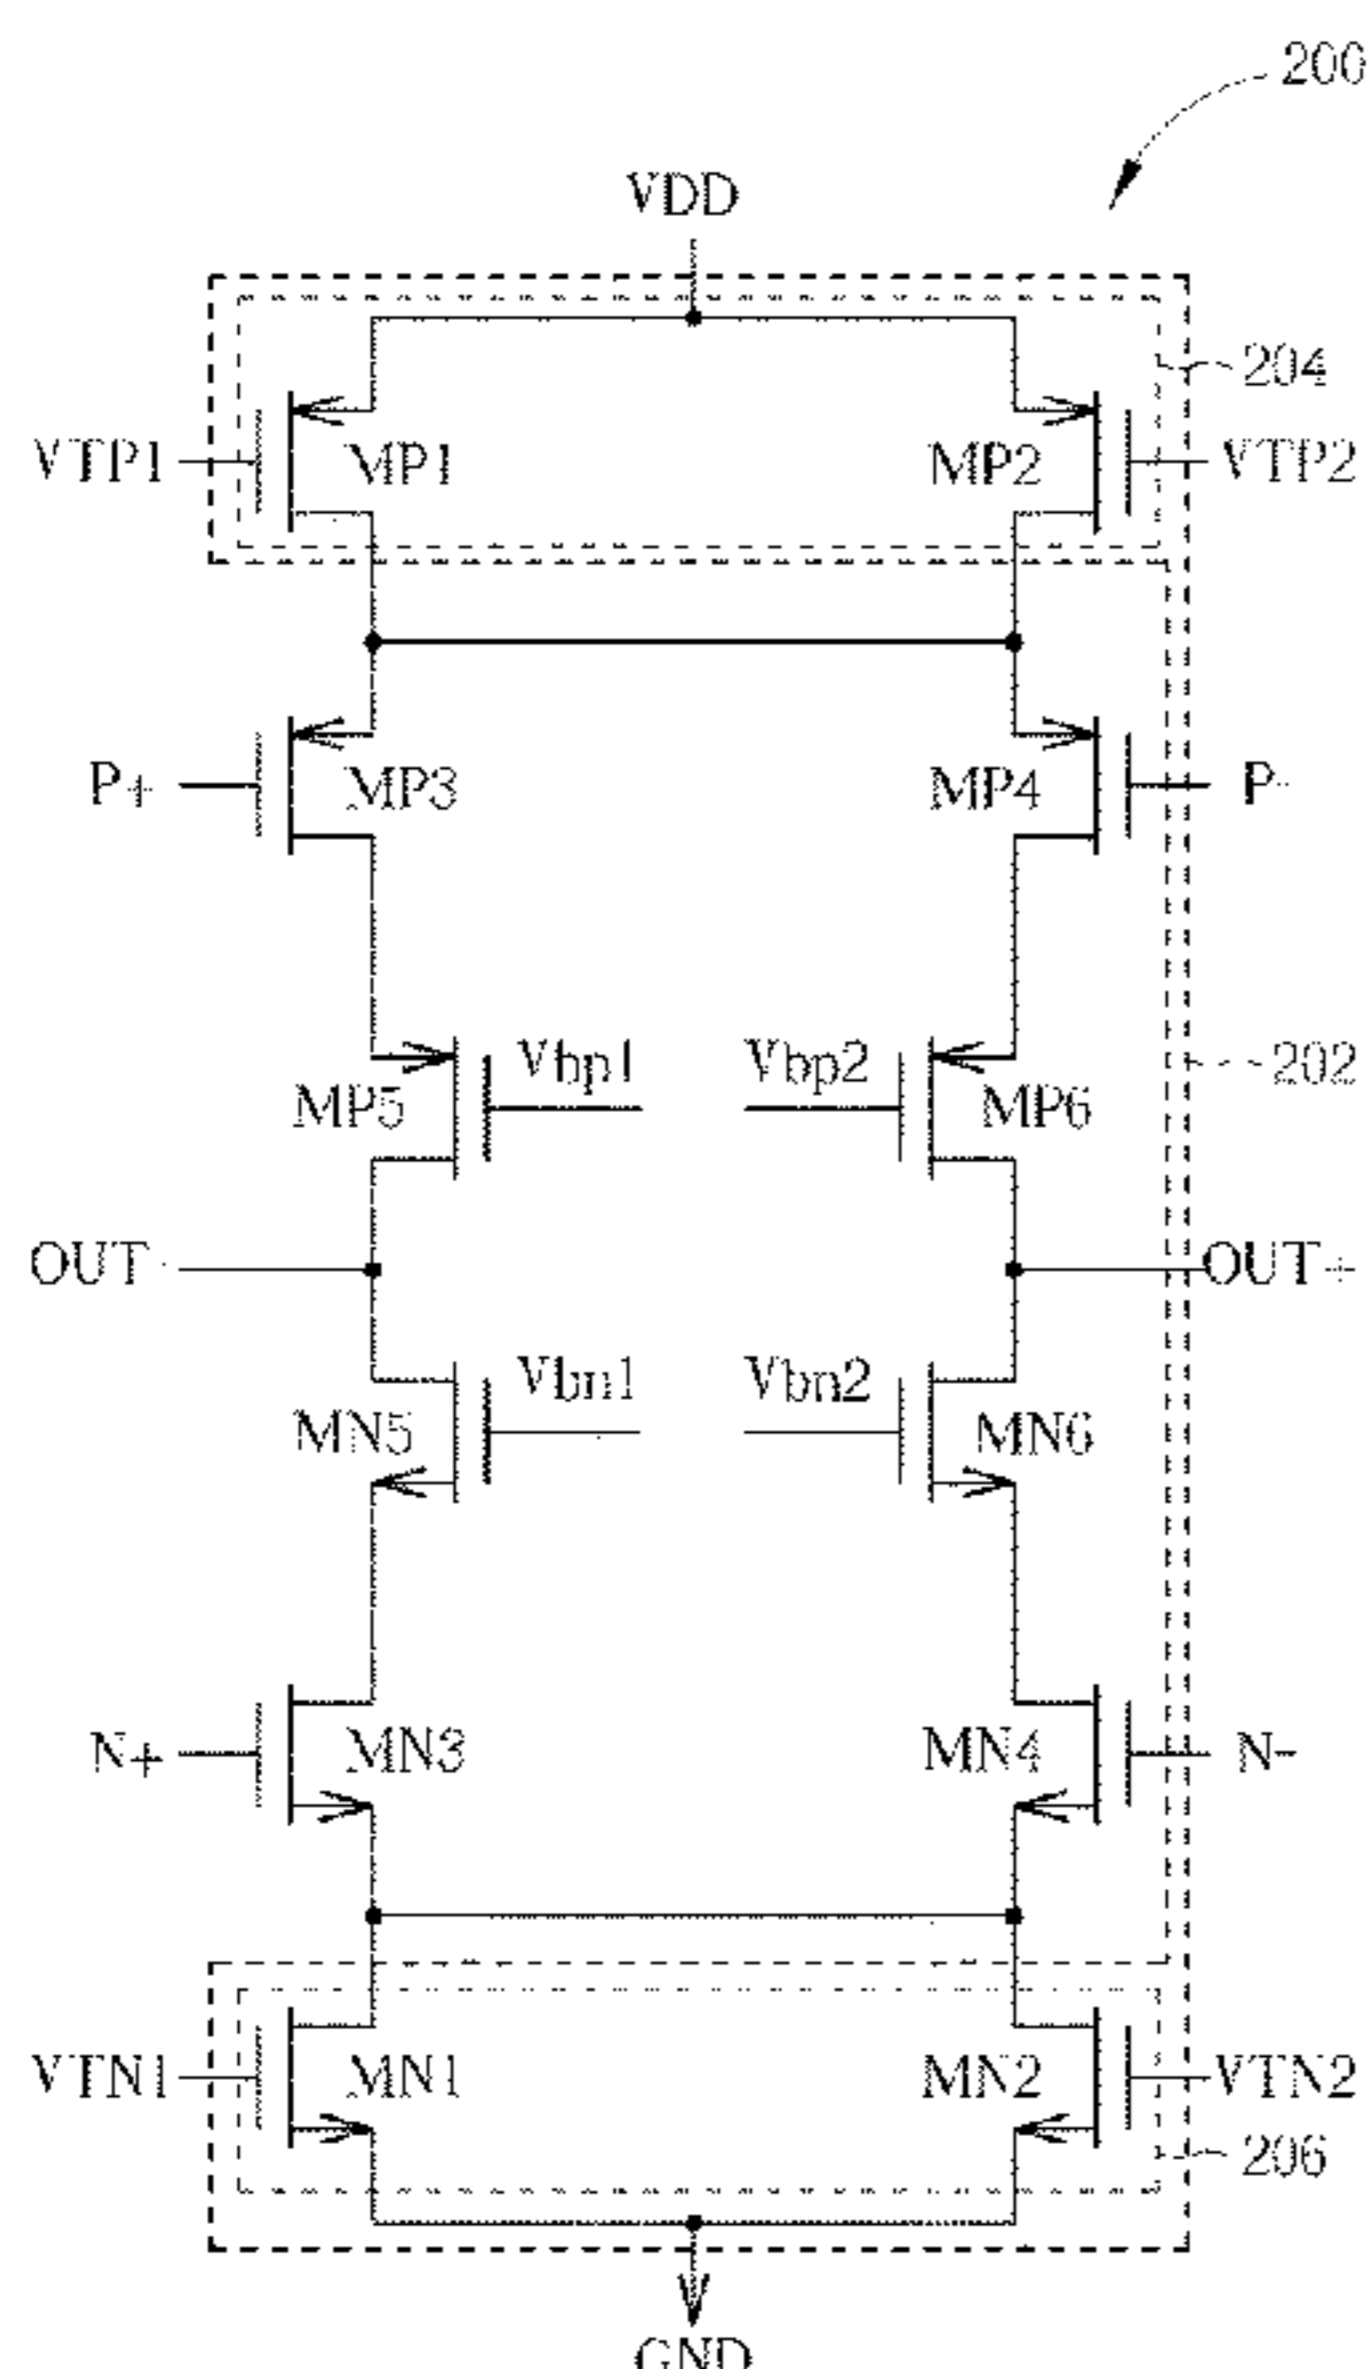 200
VDD
204
VTP1 MP1 MP2 VTP2
P+ MP3 MP4 P-
Vbp1 Vbp2
MP5 MP6
202
OUT- OUT+
Vbn1 Vbn2
MN5 MN6
N+ MN3 MN4 N-
VTN1 MN1 MN2 VTN2
206
GND